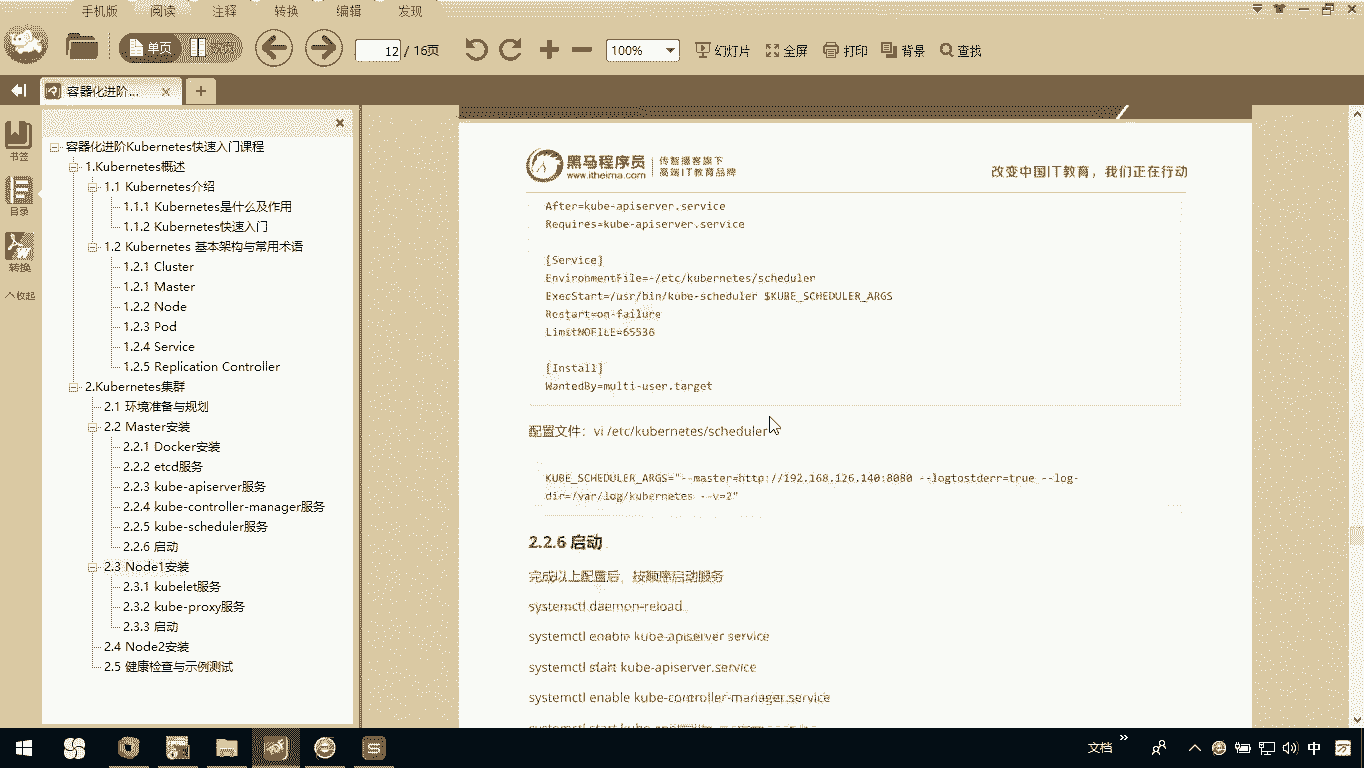 手机版 阅读 注释 转换 编辑 发现
单页 双页 12 / 16页 100% 幻灯片 全屏 打印 背景 查找
容器化进阶...
书签
目录
转换
收起
容器化进阶Kubernetes快速入门课程
1.Kubernetes概述
1.1 Kubernetes介绍
1.1.1 Kubernetes是什么及作用
1.1.2 Kubernetes快速入门
1.2 Kubernetes 基本架构与常用术语
1.2.1 Cluster
1.2.1 Master
1.2.2 Node
1.2.3 Pod
1.2.4 Service
1.2.5 Replication Controller
2.Kubernetes集群
2.1 环境准备与规划
2.2 Master安装
2.2.1 Docker安装
2.2.2 etcd服务
2.2.3 kube-apiserver服务
2.2.4 kube-controller-manager服务
2.2.5 kube-scheduler服务
2.2.6 启动
2.3 Node1安装
2.3.1 kubelet服务
2.3.2 kube-proxy服务
2.3.3 启动
2.4 Node2安装
2.5 健康检查与示例测试
黑马程序员
www.itheima.com
传智播客旗下
高端IT教育品牌
改变中国IT教育，我们正在行动
After=kube-apiserver.service
Requires=kube-apiserver.service
[Service]
EnvironmentFile=-/etc/kubernetes/scheduler
ExecStart=/usr/bin/kube-scheduler $KUBE_SCHEDULER_ARGS
Restart=on-failure
LimitNOFILE=65536
[Install]
WantedBy=multi-user.target
配置文件：vi /etc/kubernetes/scheduler
KUBE_SCHEDULER_ARGS="--master=http://192.168.126.140:8080 --logtostderr=true --log-
dir=/var/log/kubernetes --v=2"
2.2.6 启动
完成以上配置后，按顺序启动服务
systemctl daemon-reload
systemctl enable kube-apiserver.service
systemctl start kube-apiserver.service
systemctl enable kube-controller-manager.service
文档
中